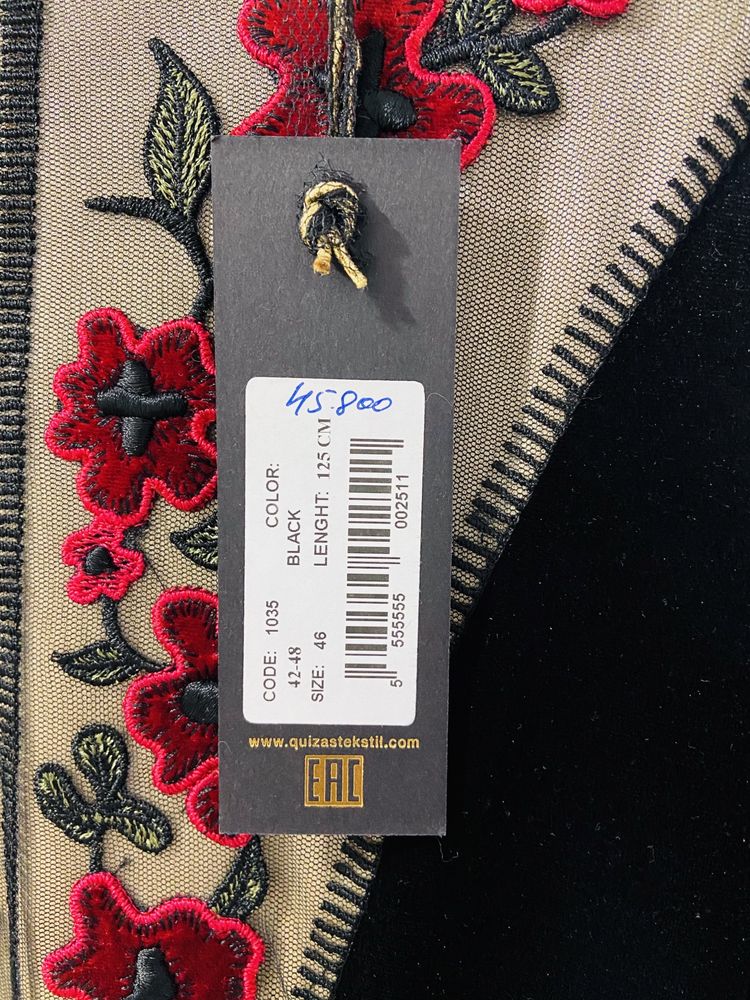 45.800
CODE: 1035 COLOR:
42-48 BLACK
SIZE: 46 LENGHT: 125 CM
5 555555 002511
www.quizastekstil.com
EAC